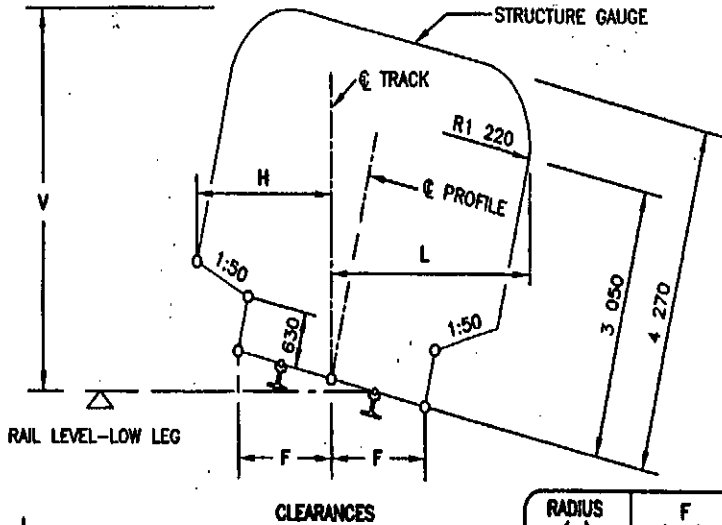 STRUCTURE GAUGE
℄ TRACK
R1 220
H
V
℄ PROFILE
L
1:50
1:50
630
3 050
4 270
RAIL LEVEL-LOW LEG
F
F
CLEARANCES
RADIUS
F